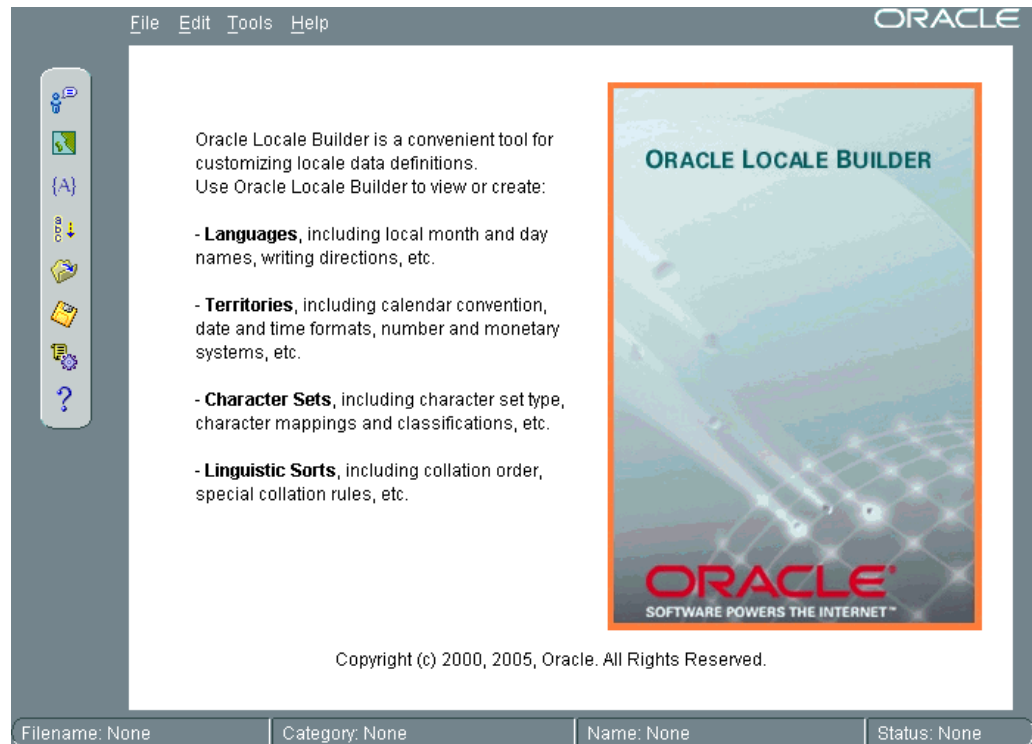 File Edit Tools Help
ORACLE
Oracle Locale Builder is a convenient tool for
customizing locale data definitions.
Use Oracle Locale Builder to view or create:
- Languages, including local month and day
names, writing directions, etc.
- Territories, including calendar convention,
date and time formats, number and monetary
systems, etc.
- Character Sets, including character set type,
character mappings and classifications, etc.
- Linguistic Sorts, including collation order,
special collation rules, etc.
ORACLE LOCALE BUILDER
ORACLE®
SOFTWARE POWERS THE INTERNET™
Copyright (c) 2000, 2005, Oracle. All Rights Reserved.
{A}
a
b
c
?
Filename: None Category: None Name: None Status: None